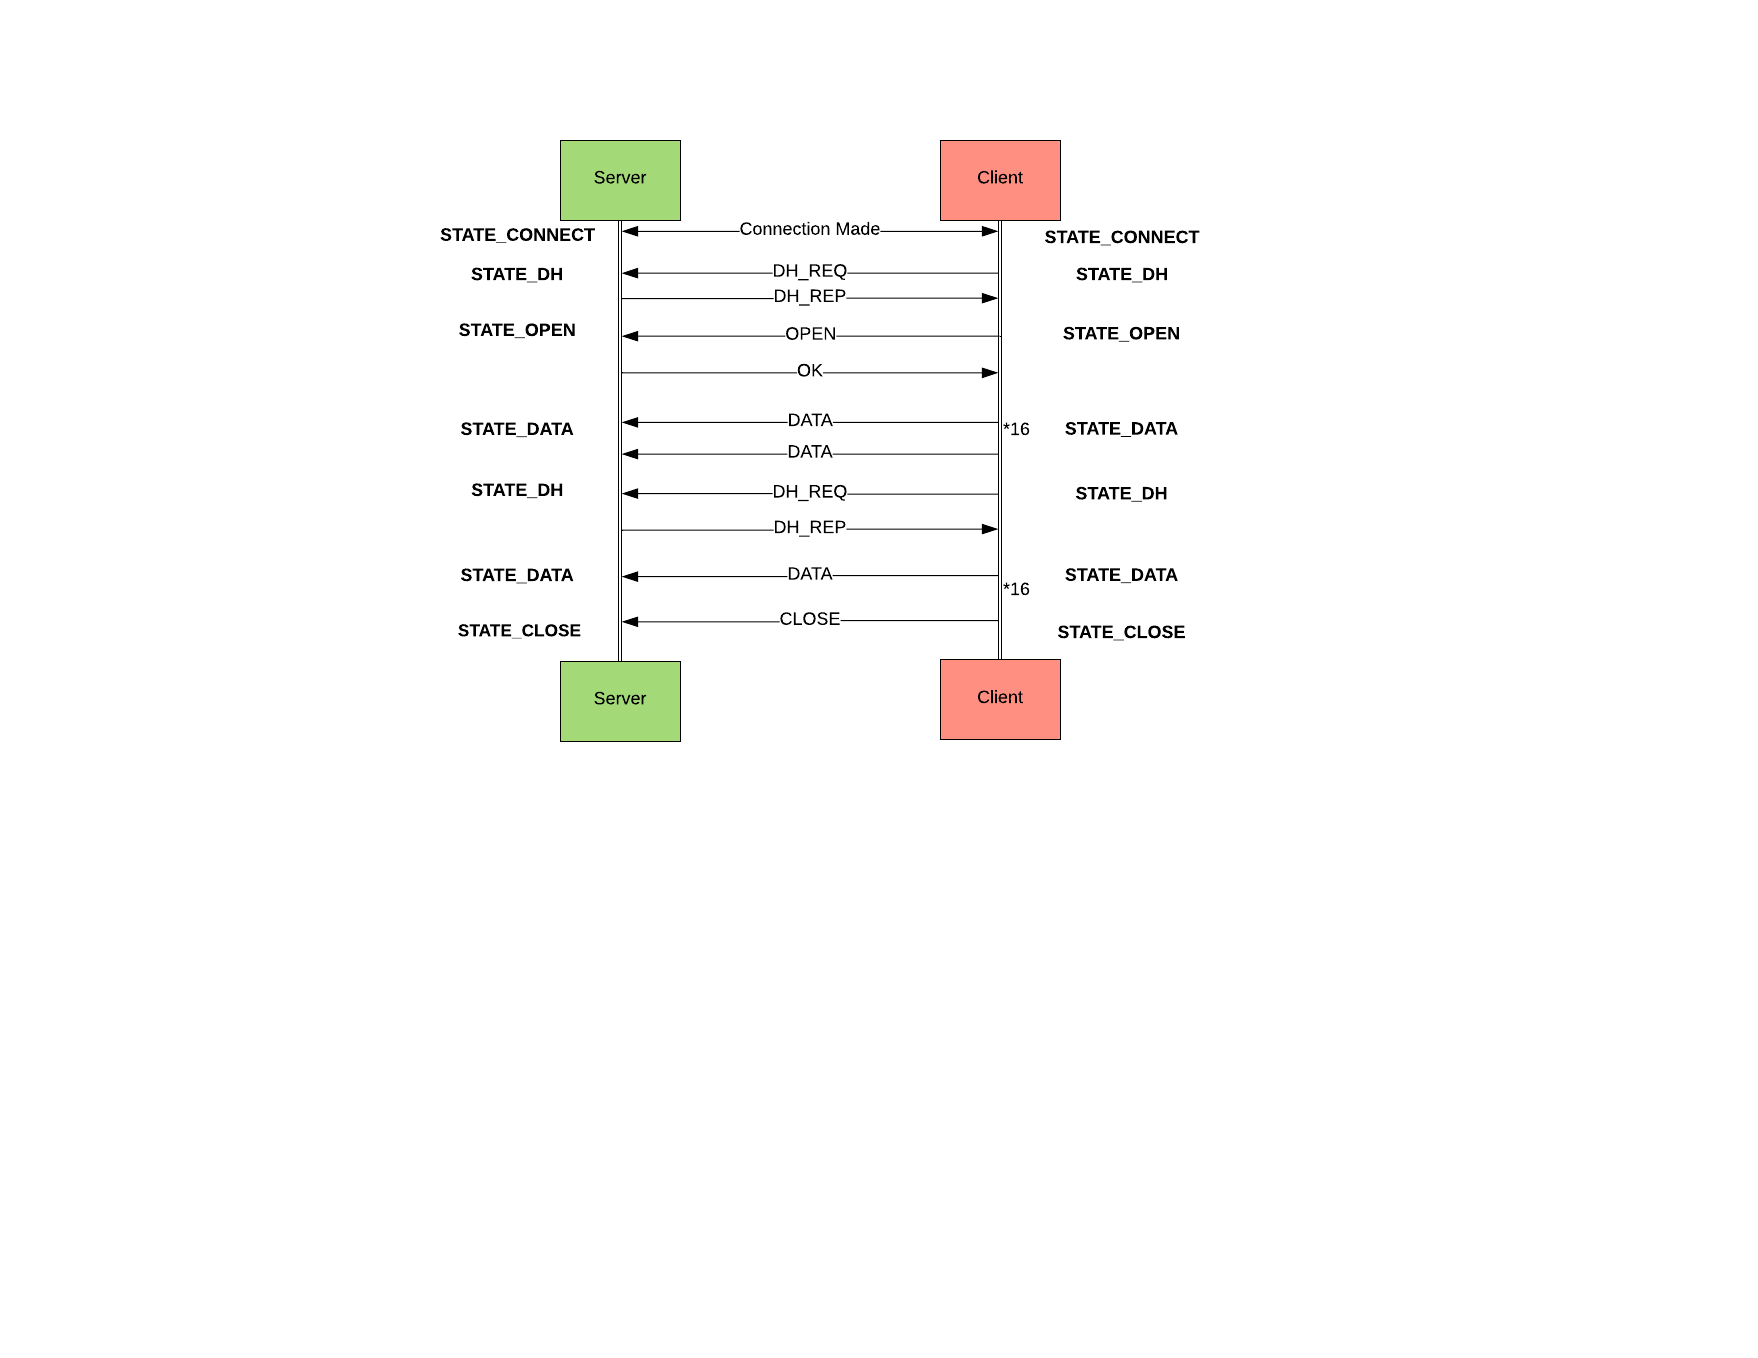 Server
Client
STATE_CONNECT
Connection Made
STATE_CONNECT
STATE_DH
DH_REQ
STATE_DH
DH_REP
STATE_OPEN
OPEN
STATE_OPEN
OK
STATE_DATA
DATA
*16
STATE_DATA
DATA
STATE_DH
DH_REQ
STATE_DH
DH_REP
STATE_DATA
DATA
STATE_DATA
*16
STATE_CLOSE
CLOSE
STATE_CLOSE
Server
Client